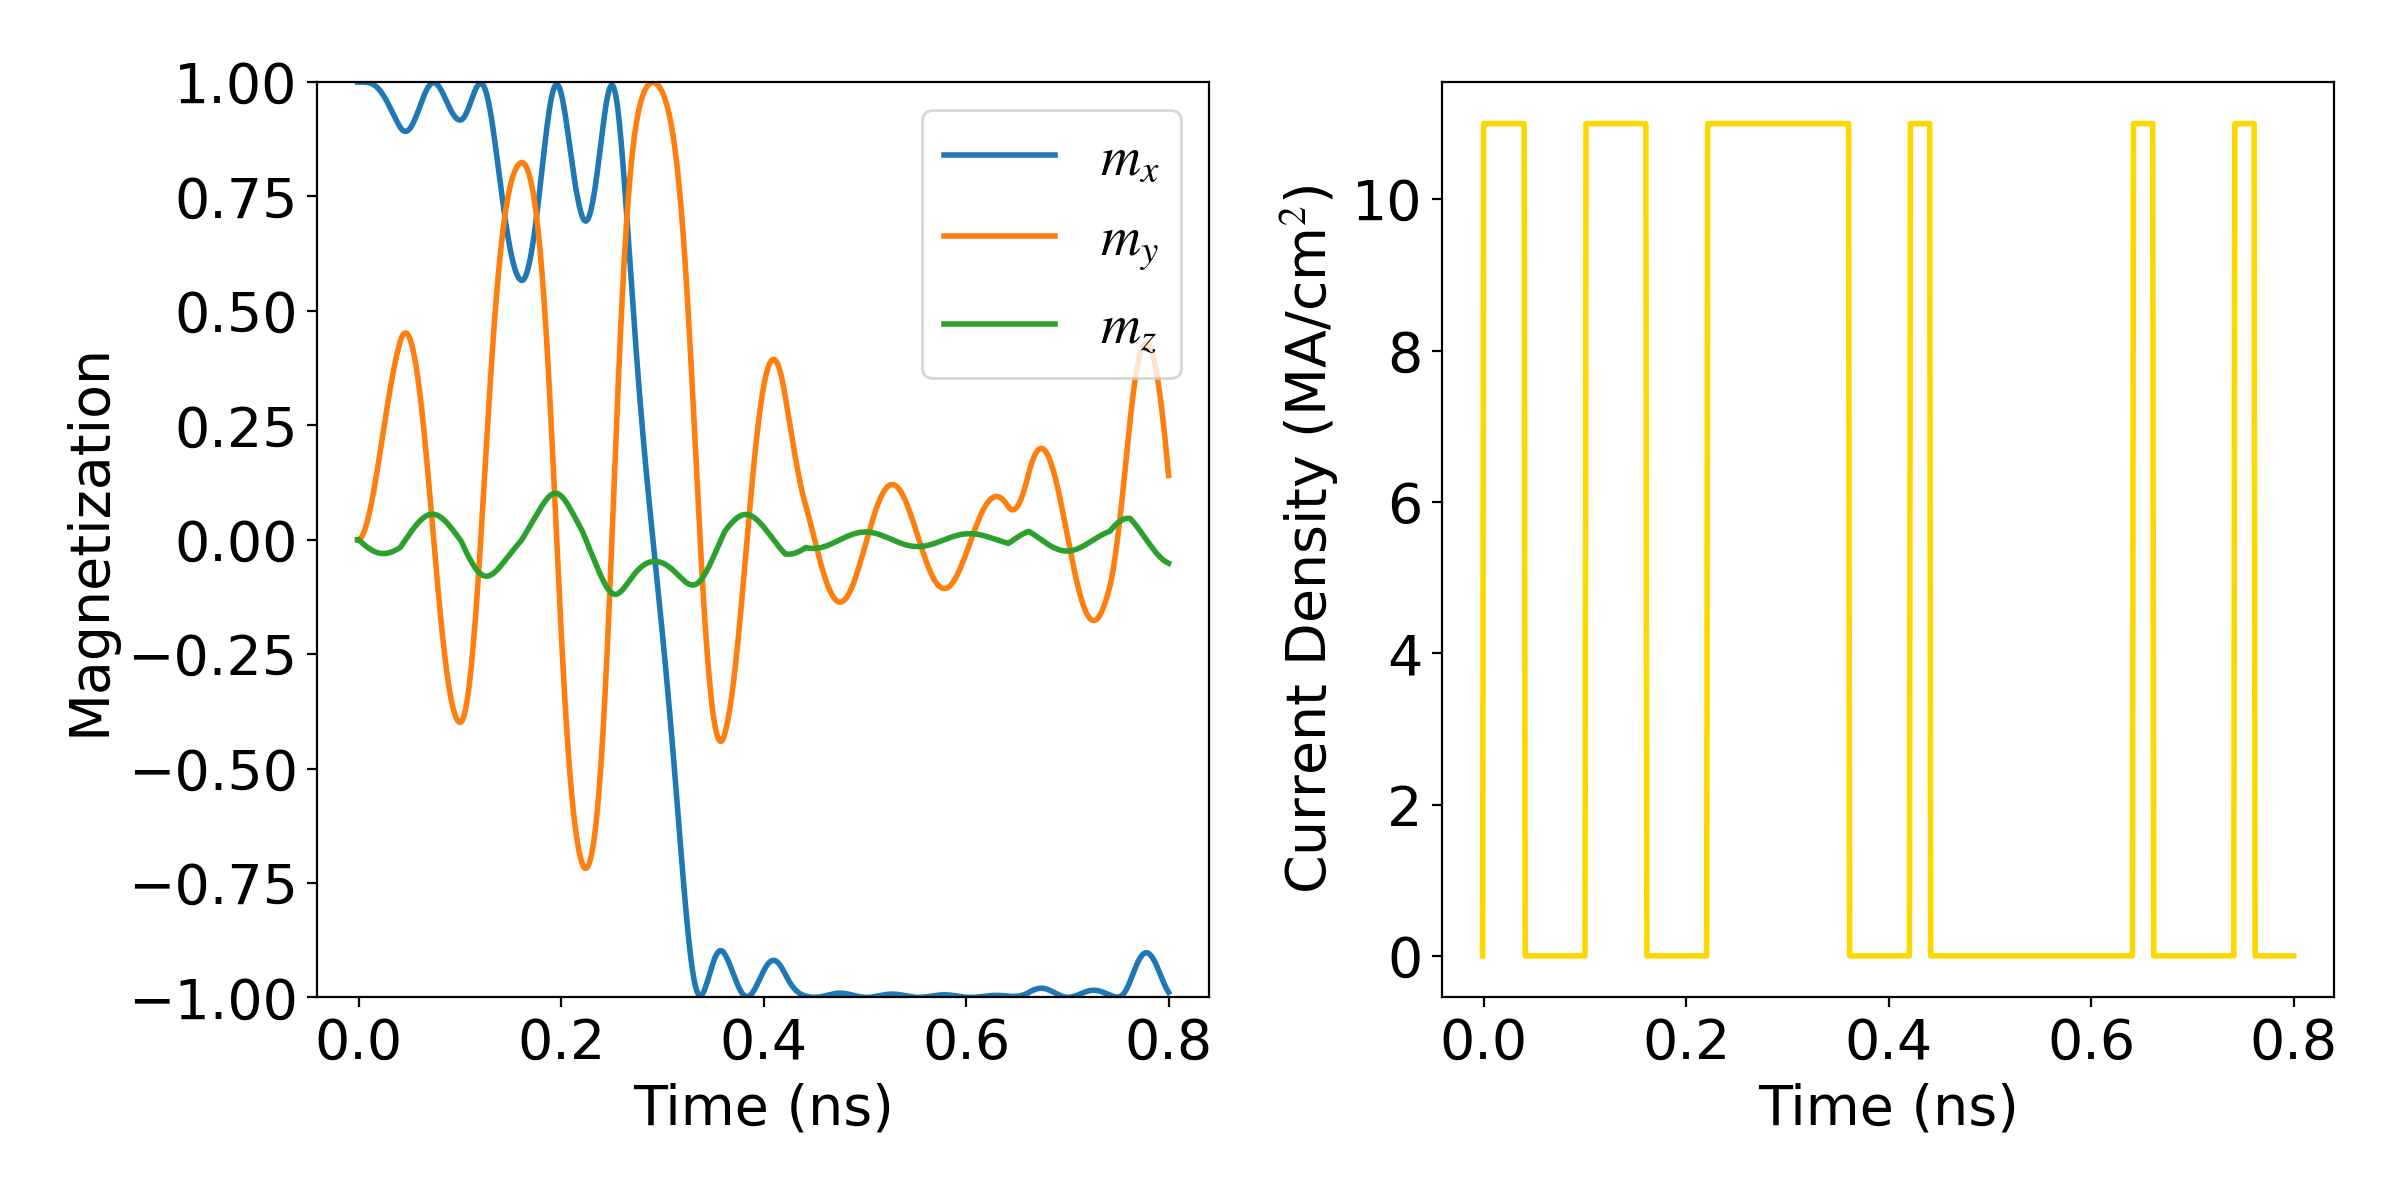 1.00
0.75
0.50
0.25
0.00
−0.25
−0.50
−0.75
−1.00
Magnetization
0.0 0.2 0.4 0.6 0.8
Time (ns)
m_x
m_y
m_z
10
8
6
4
2
0
Current Density (MA/cm²)
0.0 0.2 0.4 0.6 0.8
Time (ns)